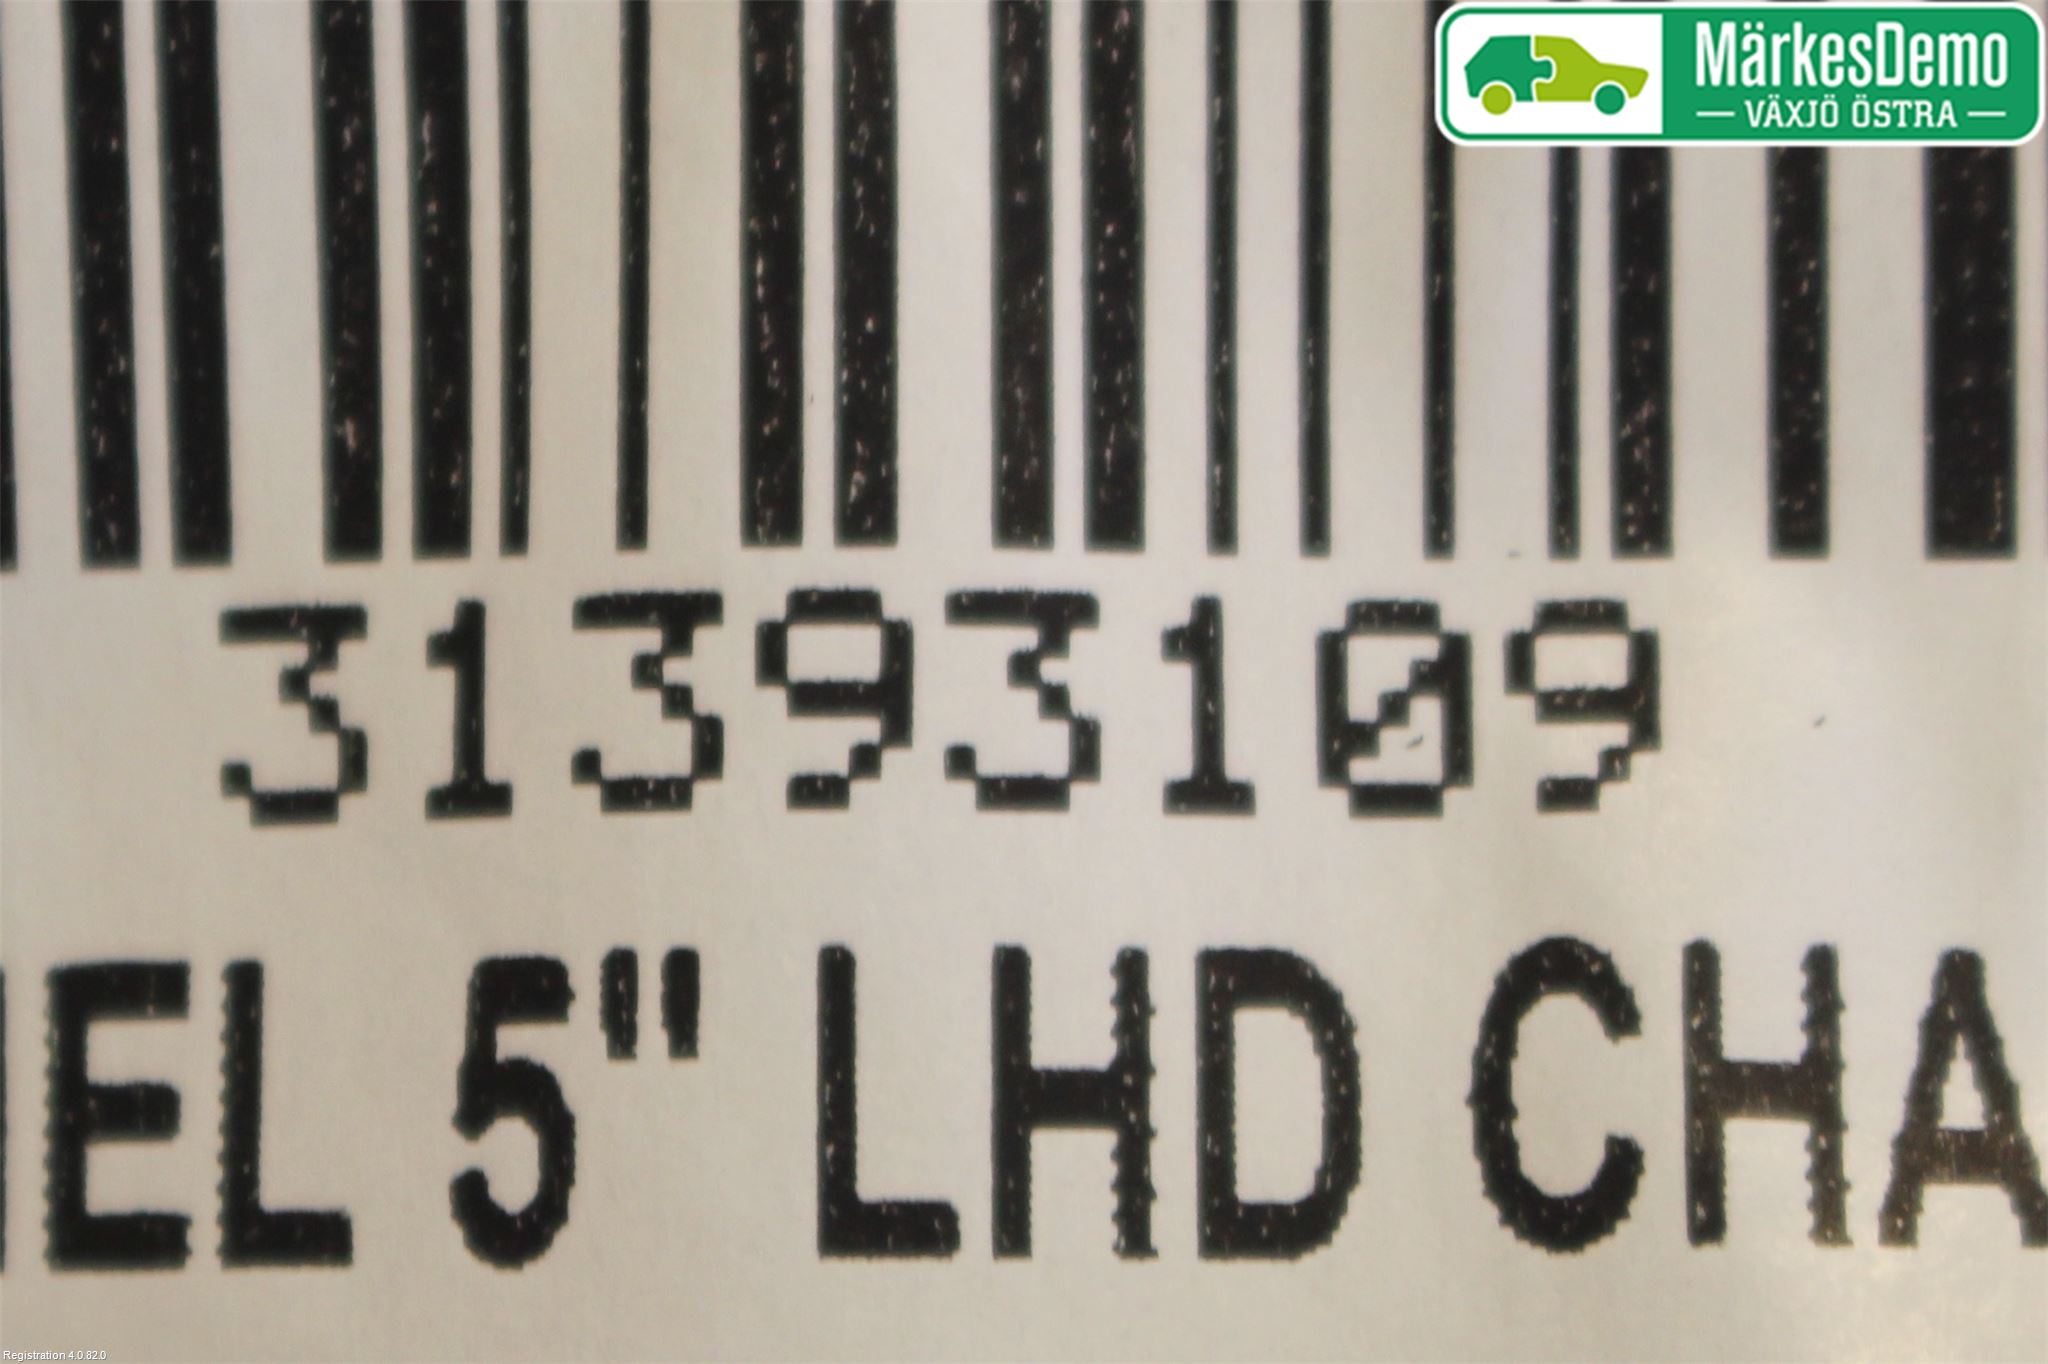 MärkesDemo
VÄXJÖ ÖSTRA
31393109
EL 5" LHD CHA
Registration 4.0.82.0